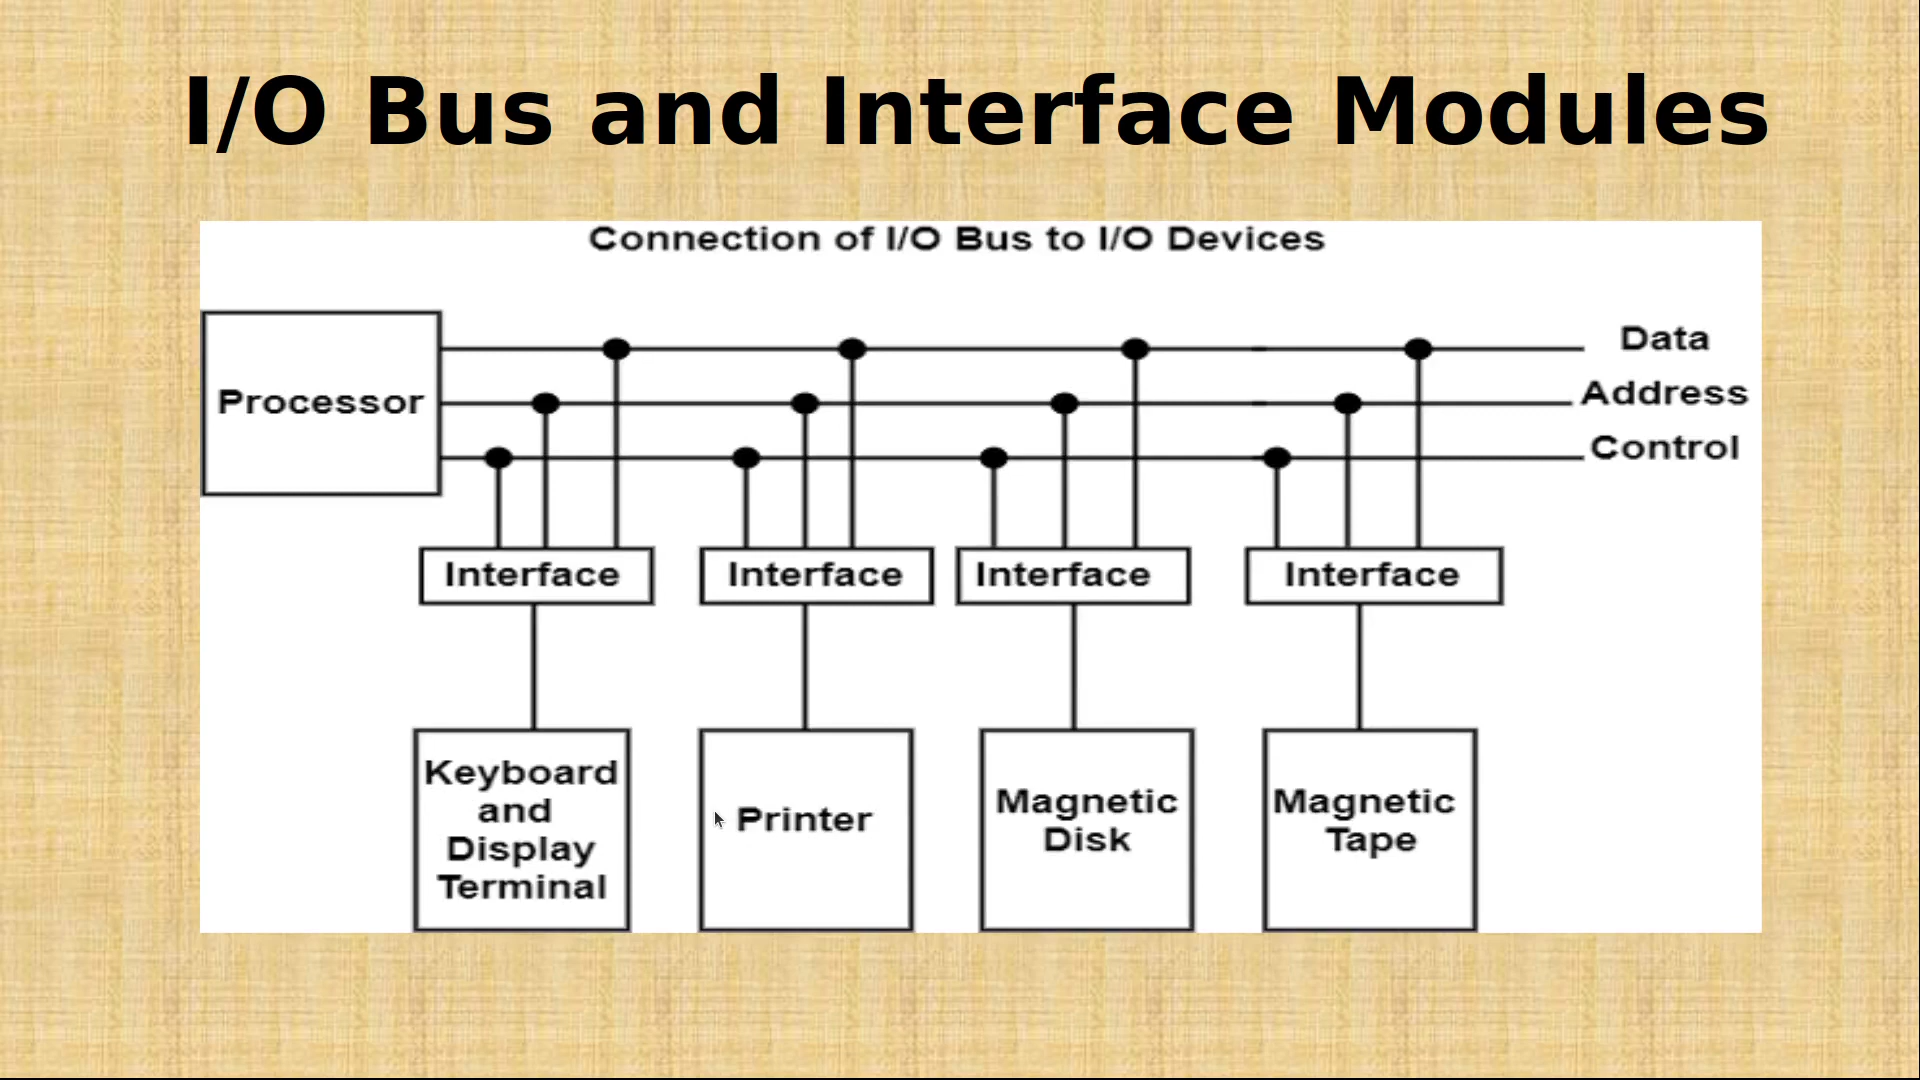 I/O Bus and Interface Modules
Connection of I/O Bus to I/O Devices
Processor
Data
Address
Control
Interface
Interface
Interface
Interface
Keyboard
and
Display
Terminal
Printer
Magnetic
Disk
Magnetic
Tape